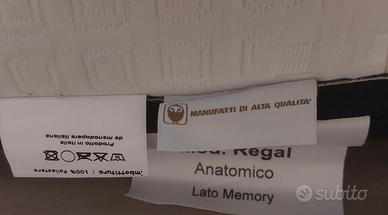 MANUFATTI DI ALTA QUALITA'
Mod. Regal
Anatomico
Lato Memory
Imbottitura : 100% Poliestere
Prodotto in Italia
da manodopera italiana
subito